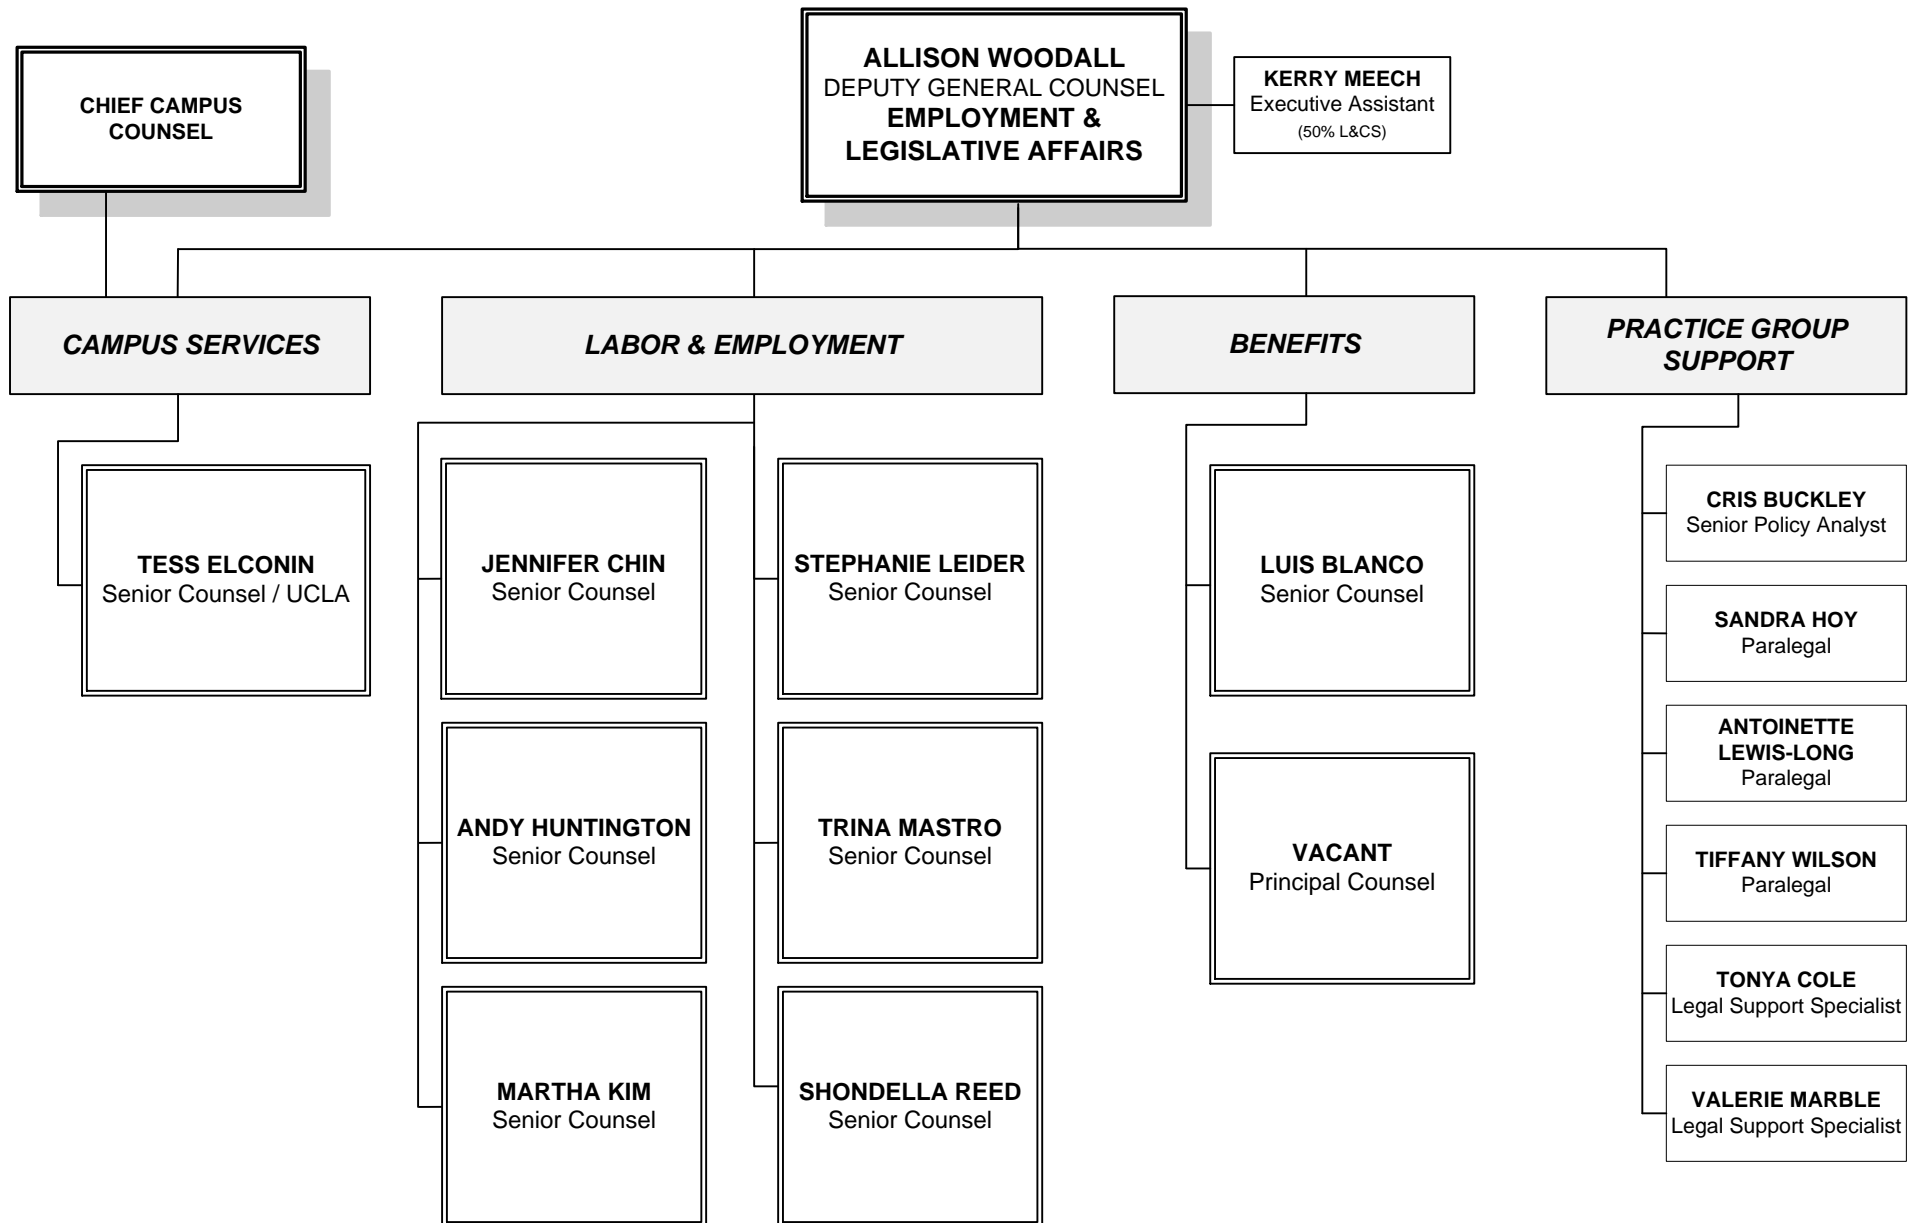 CHIEF CAMPUS
COUNSEL
ALLISON WOODALL
DEPUTY GENERAL COUNSEL
EMPLOYMENT &
LEGISLATIVE AFFAIRS
KERRY MEECH
Executive Assistant
(50% L&CS)
CAMPUS SERVICES
LABOR & EMPLOYMENT
BENEFITS
PRACTICE GROUP
SUPPORT
TESS ELCONIN
Senior Counsel / UCLA
JENNIFER CHIN
Senior Counsel
STEPHANIE LEIDER
Senior Counsel
ANDY HUNTINGTON
Senior Counsel
TRINA MASTRO
Senior Counsel
MARTHA KIM
Senior Counsel
SHONDELLA REED
Senior Counsel
LUIS BLANCO
Senior Counsel
VACANT
Principal Counsel
CRIS BUCKLEY
Senior Policy Analyst
SANDRA HOY
Paralegal
ANTOINETTE
LEWIS-LONG
Paralegal
TIFFANY WILSON
Paralegal
TONYA COLE
Legal Support Specialist
VALERIE MARBLE
Legal Support Specialist